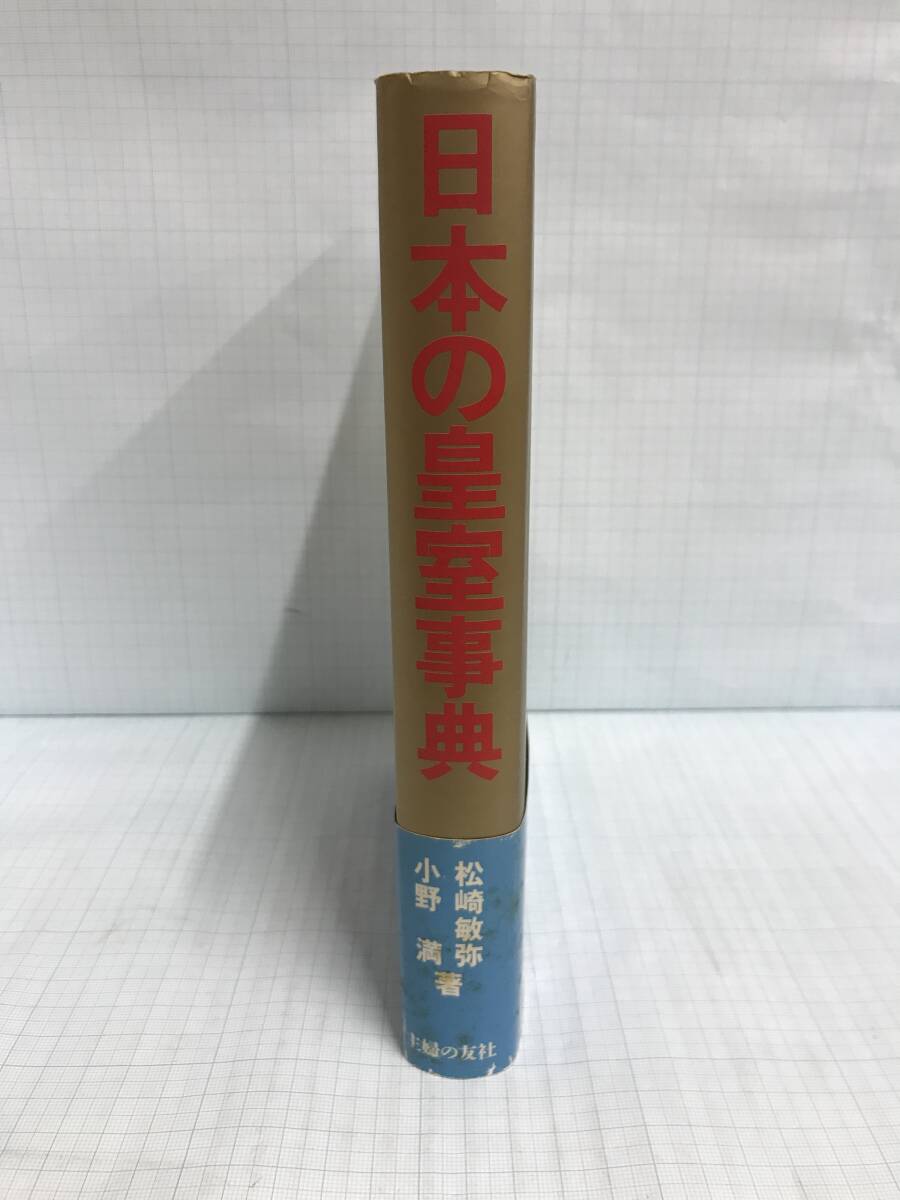 日本の皇室事典
松崎敏弥
小野満
著
主婦の友社